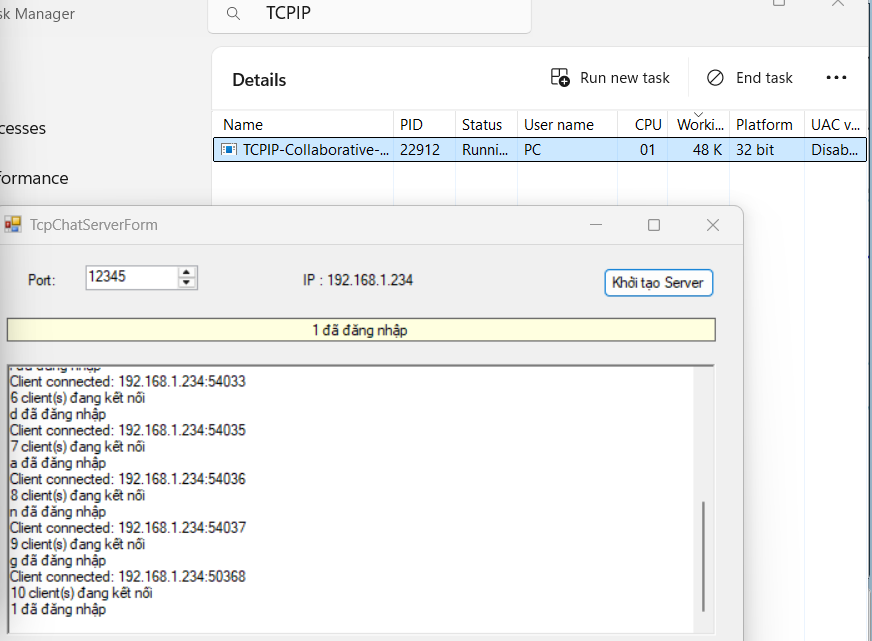 sk Manager
TCPIP
Details
Run new task
End task
Name PID Status User name CPU Worki... Platform UAC v...
TCPIP-Collaborative-... 22912 Runni... PC 01 48 K 32 bit Disab...
cesses
formance
TcpChatServerForm
Port: 12345 IP : 192.168.1.234 Khởi tạo Server
1 đã đăng nhập
Client connected: 192.168.1.234:54033
6 client(s) đang kết nối
d đã đăng nhập
Client connected: 192.168.1.234:54035
7 client(s) đang kết nối
a đã đăng nhập
Client connected: 192.168.1.234:54036
8 client(s) đang kết nối
n đã đăng nhập
Client connected: 192.168.1.234:54037
9 client(s) đang kết nối
g đã đăng nhập
Client connected: 192.168.1.234:50368
10 client(s) đang kết nối
1 đã đăng nhập